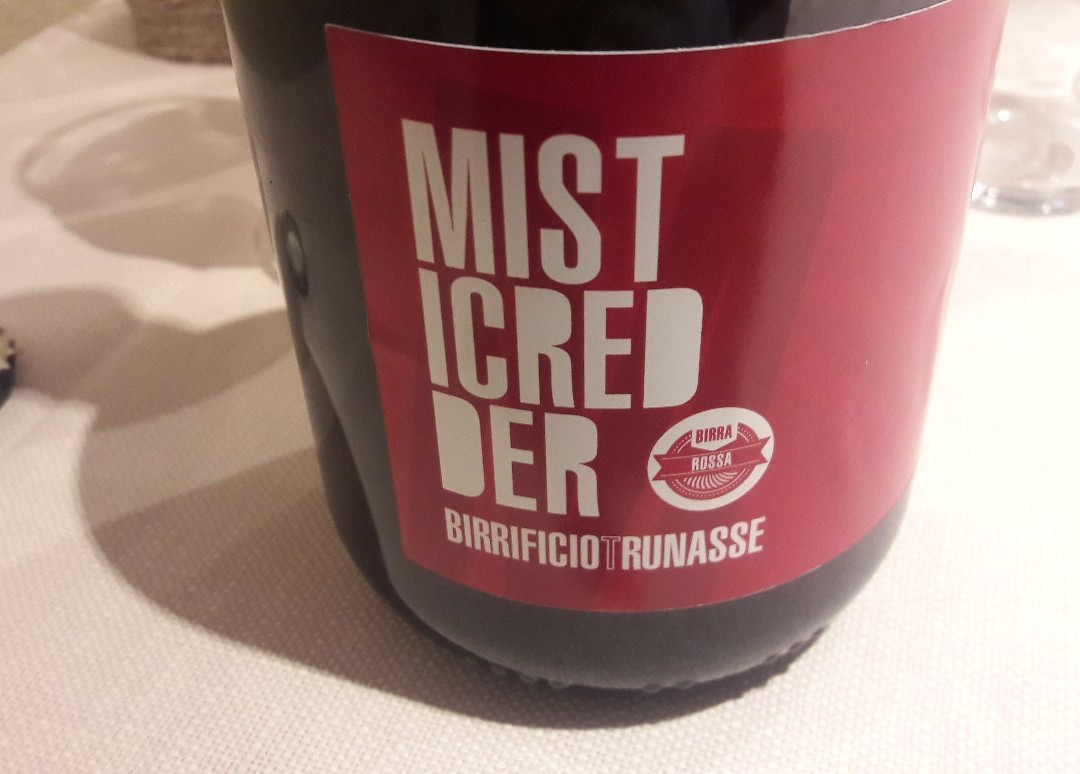 MIST
ICRED
DER
BIRRA
ROSSA
BIRRIFICIOTRUNASSE